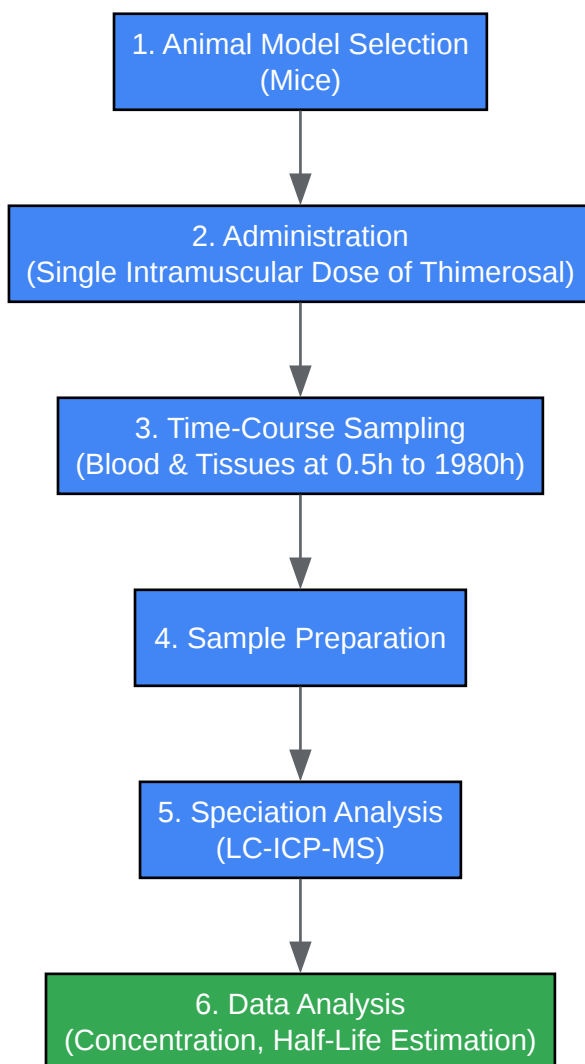 1. Animal Model Selection
(Mice)
2. Administration
(Single Intramuscular Dose of Thimerosal)
3. Time-Course Sampling
(Blood & Tissues at 0.5h to 1980h)
4. Sample Preparation
5. Speciation Analysis
(LC-ICP-MS)
6. Data Analysis
(Concentration, Half-Life Estimation)